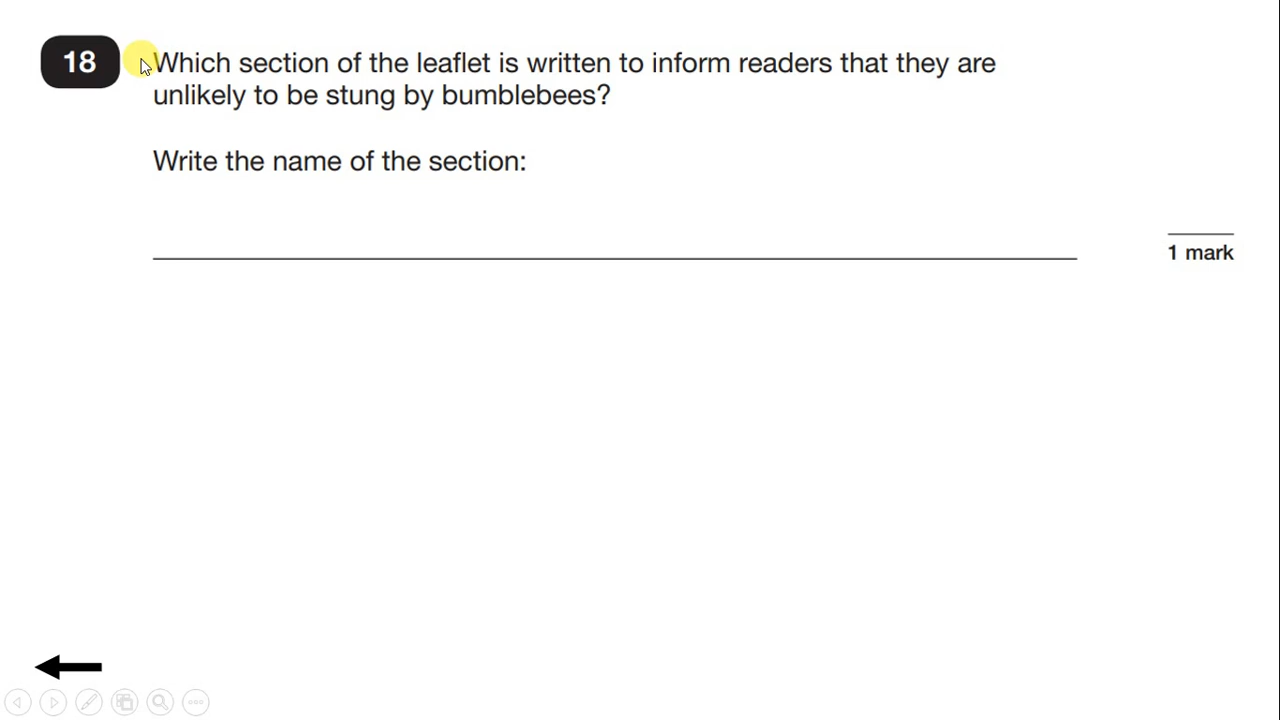 18
Which section of the leaflet is written to inform readers that they are
unlikely to be stung by bumblebees?
Write the name of the section:
1 mark